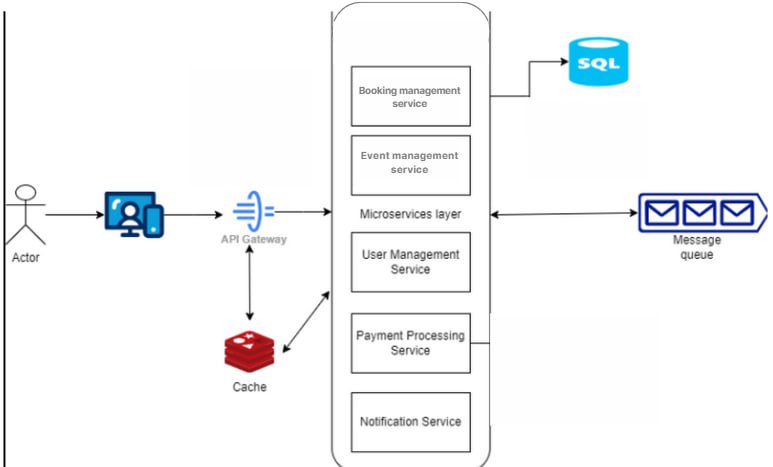 Booking management
service
SQL
Event management
service
Microservices layer
API Gateway
Message
queue
Actor
User Management
Service
Payment Processing
Service
Cache
Notification Service